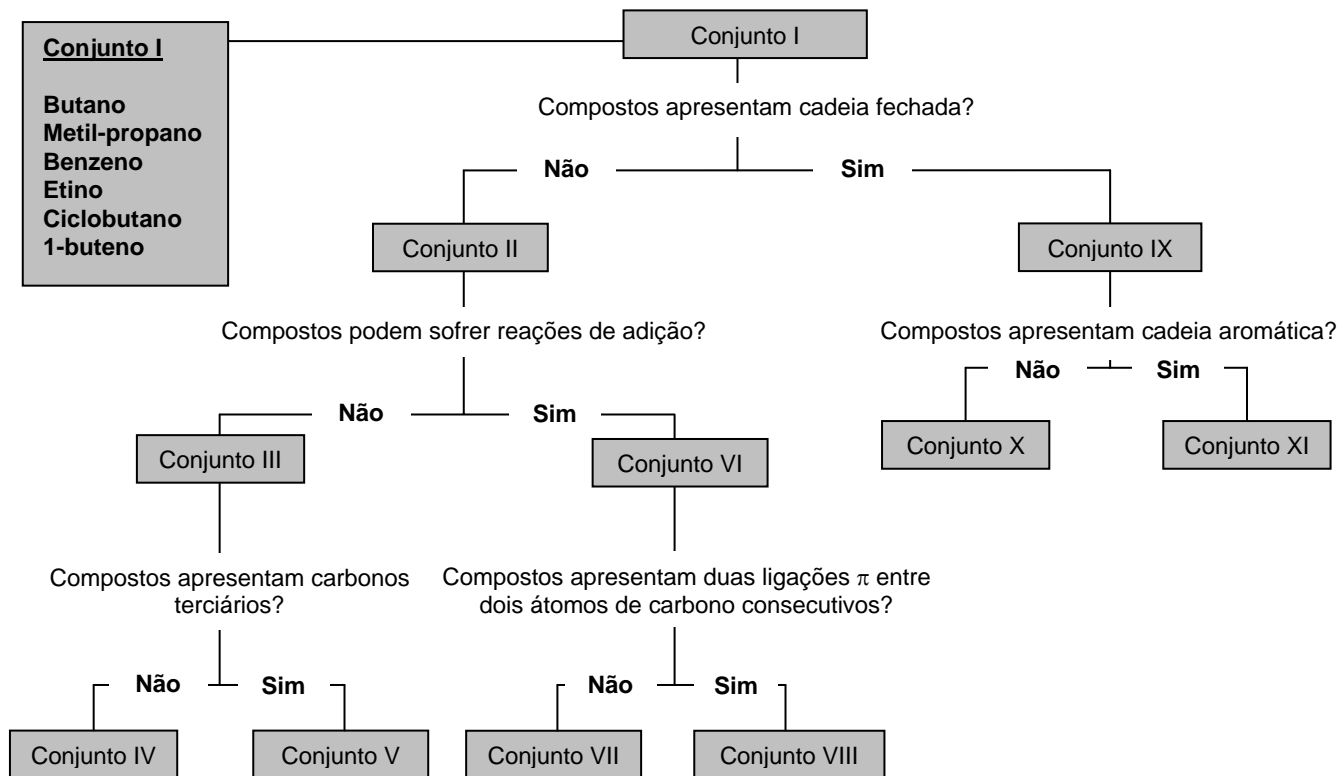 Conjunto I
Butano
Metil-propano
Benzeno
Etino
Ciclobutano
1-buteno
Conjunto I
Compostos apresentam cadeia fechada?
Não
Sim
Conjunto II
Conjunto IX
Compostos podem sofrer reações de adição?
Compostos apresentam cadeia aromática?
Não
Sim
Não
Sim
Conjunto III
Conjunto VI
Conjunto X
Conjunto XI
Compostos apresentam carbonos
terciários?
Compostos apresentam duas ligações π entre
dois átomos de carbono consecutivos?
Não
Sim
Não
Sim
Conjunto IV
Conjunto V
Conjunto VII
Conjunto VIII